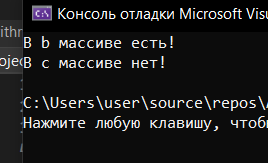 Консоль отладки Microsoft Visu
В b массиве есть!
В с массиве нет!
C:\Users\user\source\repos\
Нажмите любую клавишу, чтобы